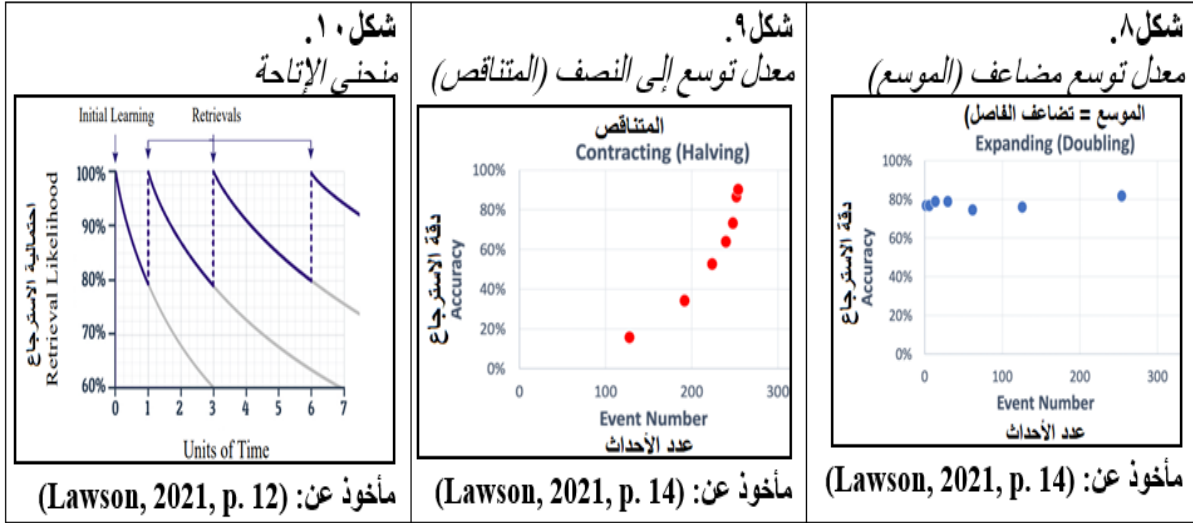 شكل٨.
معدل توسع مضاعف (الموسع)
الموسع = تضاعف الفاصل)
Expanding (Doubling)
دقة الاسترجاع
Accuracy
100%
80%
60%
40%
20%
0%
0 100 200 300
Event Number
عدد الأحداث
مأخوذ عن: (Lawson, 2021, p. 14)
شكل٩.
معدل توسع إلى النصف (المتناقص)
المتناقص
Contracting (Halving)
دقة الاسترجاع
Accuracy
100%
80%
60%
40%
20%
0%
0 100 200 300
Event Number
عدد الأحداث
مأخوذ عن: (Lawson, 2021, p. 14)
شكل١٠.
منحنى الإتاحة
Initial Learning Retrievals
احتمالية الاسترجاع
Retrieval Likelihood
100%
90%
80%
70%
60%
0 1 2 3 4 5 6 7
Units of Time
مأخوذ عن: (Lawson, 2021, p. 12)